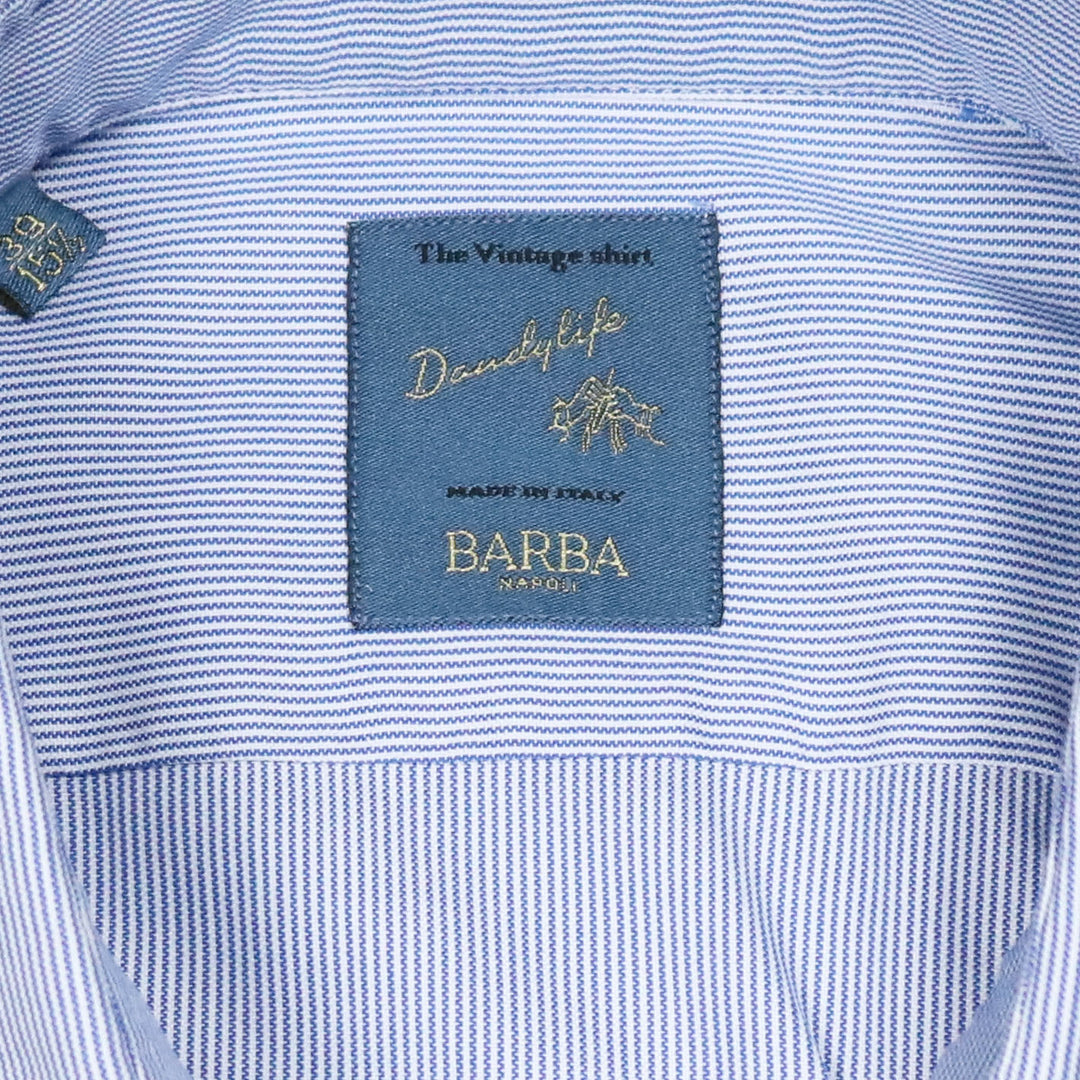 39
15½
The Vintage shirt
Dandylife
MADE IN ITALY
BARBA
NAPOLI